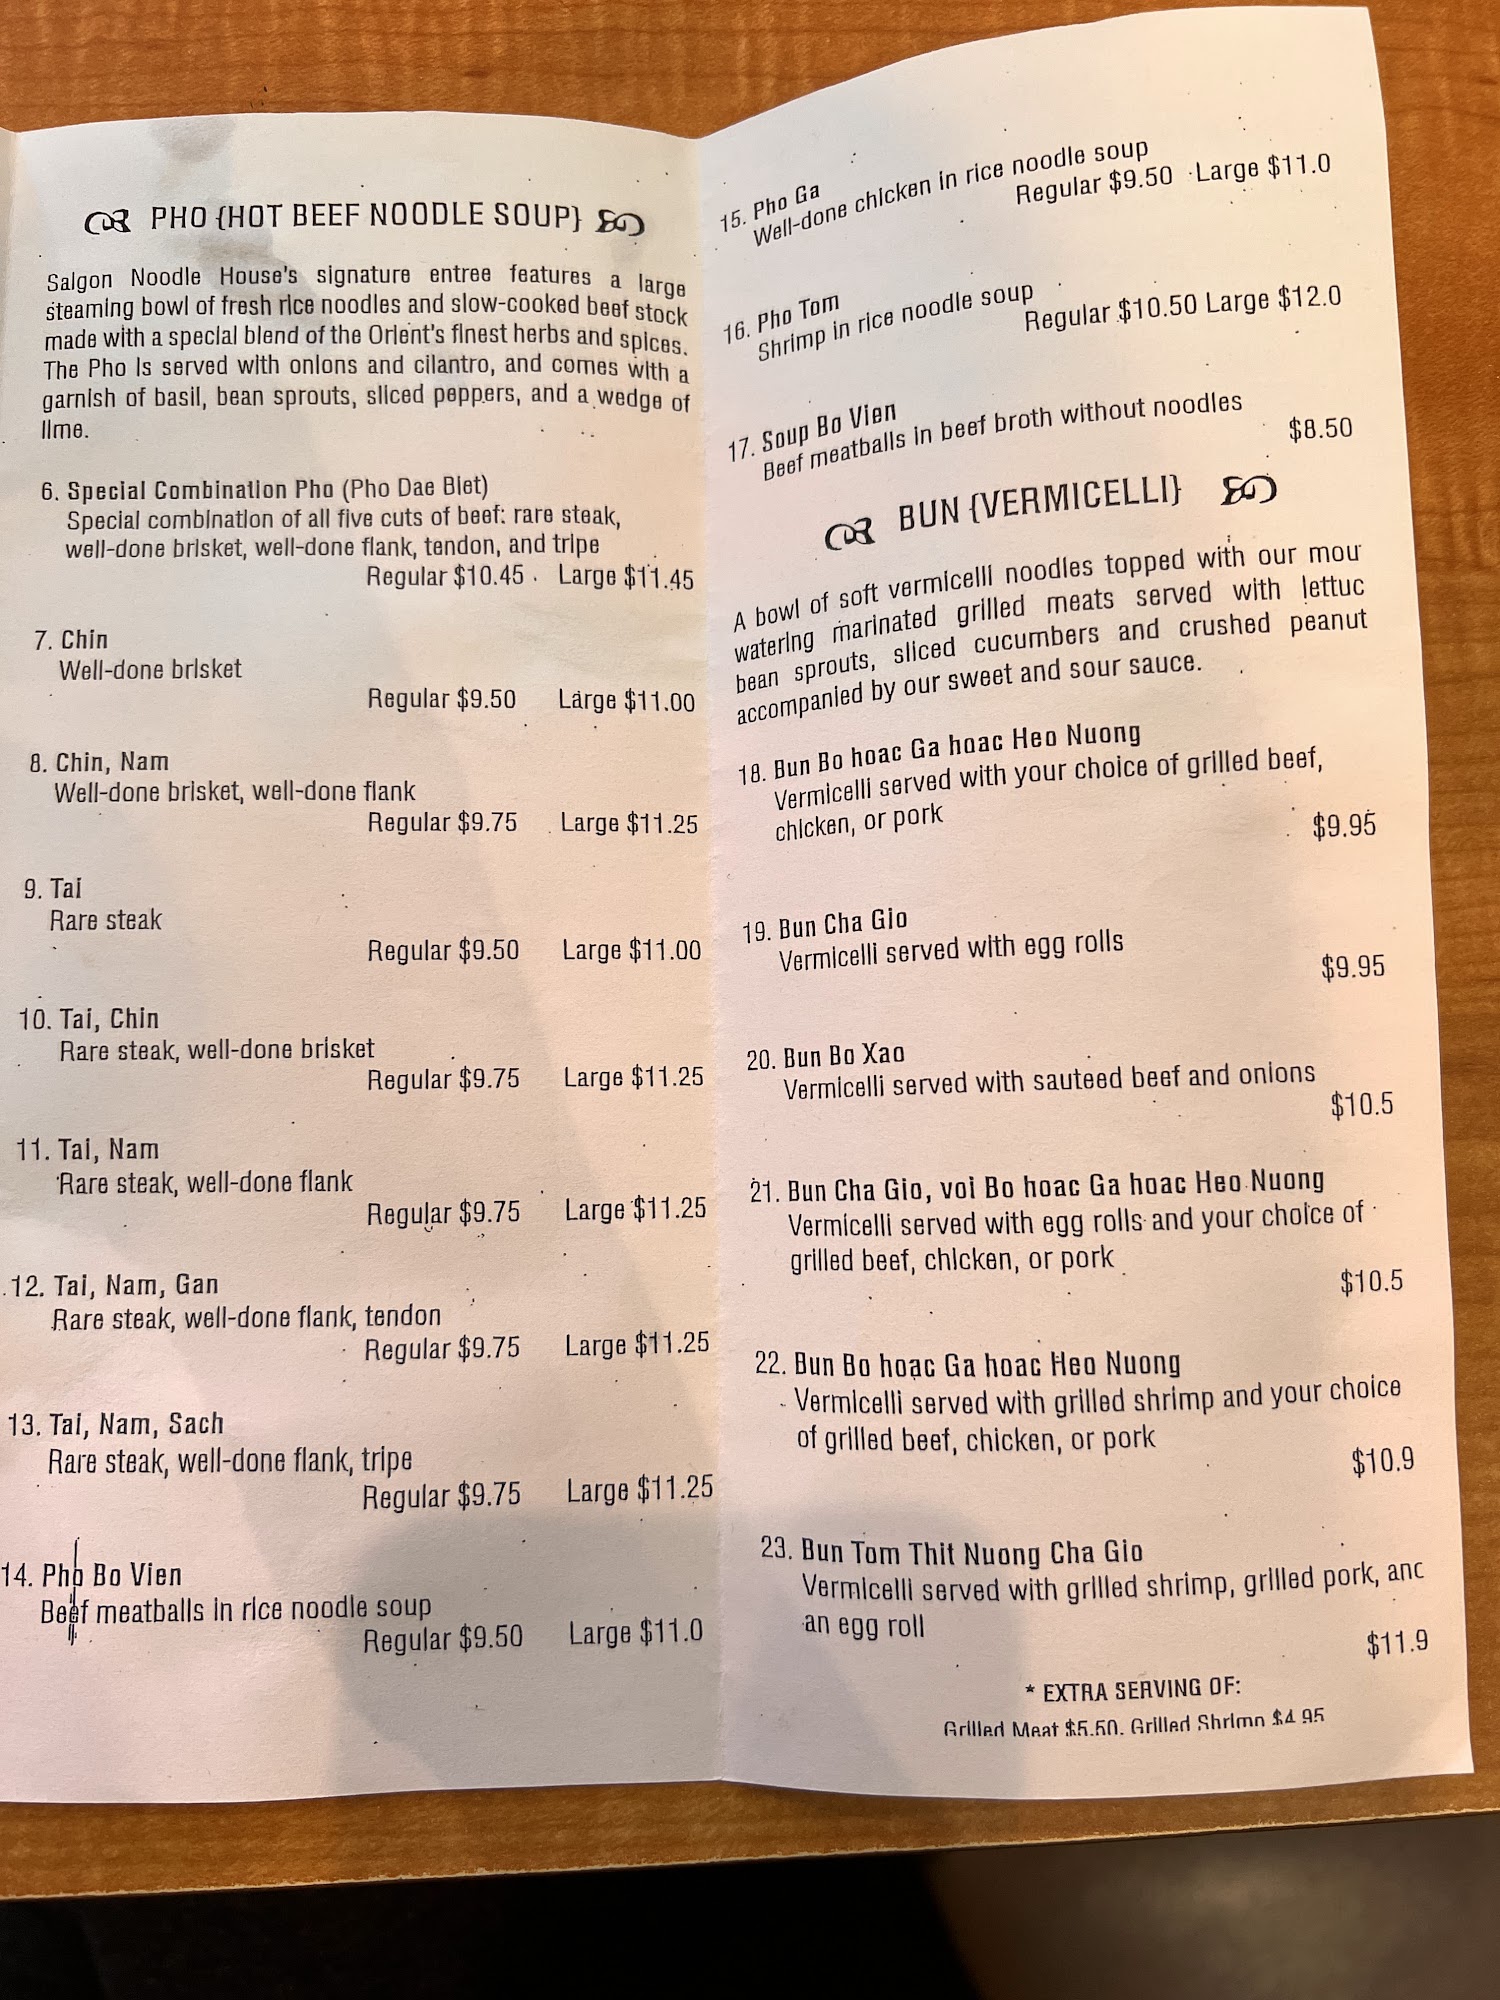 PHO {HOT BEEF NOODLE SOUP}
Saigon Noodle House's signature entree features a large
steaming bowl of fresh rice noodles and slow-cooked beef stock
made with a special blend of the Orient's finest herbs and spices.
The Pho is served with onions and cilantro, and comes with a
garnish of basil, bean sprouts, sliced peppers, and a wedge of
lime.
6. Special Combination Pho (Pho Dae Biet)
Special combination of all five cuts of beef: rare steak,
well-done brisket, well-done flank, tendon, and tripe
Regular $10.45 Large $11.45
7. Chin
Well-done brisket
Regular $9.50 Large $11.00
8. Chin, Nam
Well-done brisket, well-done flank
Regular $9.75 Large $11.25
9. Tai
Rare steak
Regular $9.50 Large $11.00
10. Tai, Chin
Rare steak, well-done brisket
Regular $9.75 Large $11.25
11. Tai, Nam
Rare steak, well-done flank
Regular $9.75 Large $11.25
12. Tai, Nam, Gan
Rare steak, well-done flank, tendon
Regular $9.75 Large $11.25
13. Tai, Nam, Sach
Rare steak, well-done flank, tripe
Regular $9.75 Large $11.25
14. Pho Bo Vien
Beef meatballs in rice noodle soup
Regular $9.50 Large $11.0
15. Pho Ga
Well-done chicken in rice noodle soup
Regular $9.50 Large $11.0
16. Pho Tom
Shrimp in rice noodle soup
Regular $10.50 Large $12.0
17. Soup Bo Vien
Beef meatballs in beef broth without noodles
$8.50
BUN {VERMICELLI}
A bowl of soft vermicelli noodles topped with our mou
watering marinated grilled meats served with lettuc
bean sprouts, sliced cucumbers and crushed peanut
accompanied by our sweet and sour sauce.
18. Bun Bo hoac Ga hoac Heo Nuong
Vermicelli served with your choice of grilled beef,
chicken, or pork
$9.95
19. Bun Cha Gio
Vermicelli served with egg rolls
$9.95
20. Bun Bo Xao
Vermicelli served with sauteed beef and onions
$10.5
21. Bun Cha Gio, voi Bo hoac Ga hoac Heo Nuong
Vermicelli served with egg rolls and your choice of
grilled beef, chicken, or pork
$10.5
22. Bun Bo hoac Ga hoac Heo Nuong
Vermicelli served with grilled shrimp and your choice
of grilled beef, chicken, or pork
$10.9
23. Bun Tom Thit Nuong Cha Gio
Vermicelli served with grilled shrimp, grilled pork, and
an egg roll
$11.9
* EXTRA SERVING OF:
Grilled Meat $5.50, Grilled Shrimp $4.95